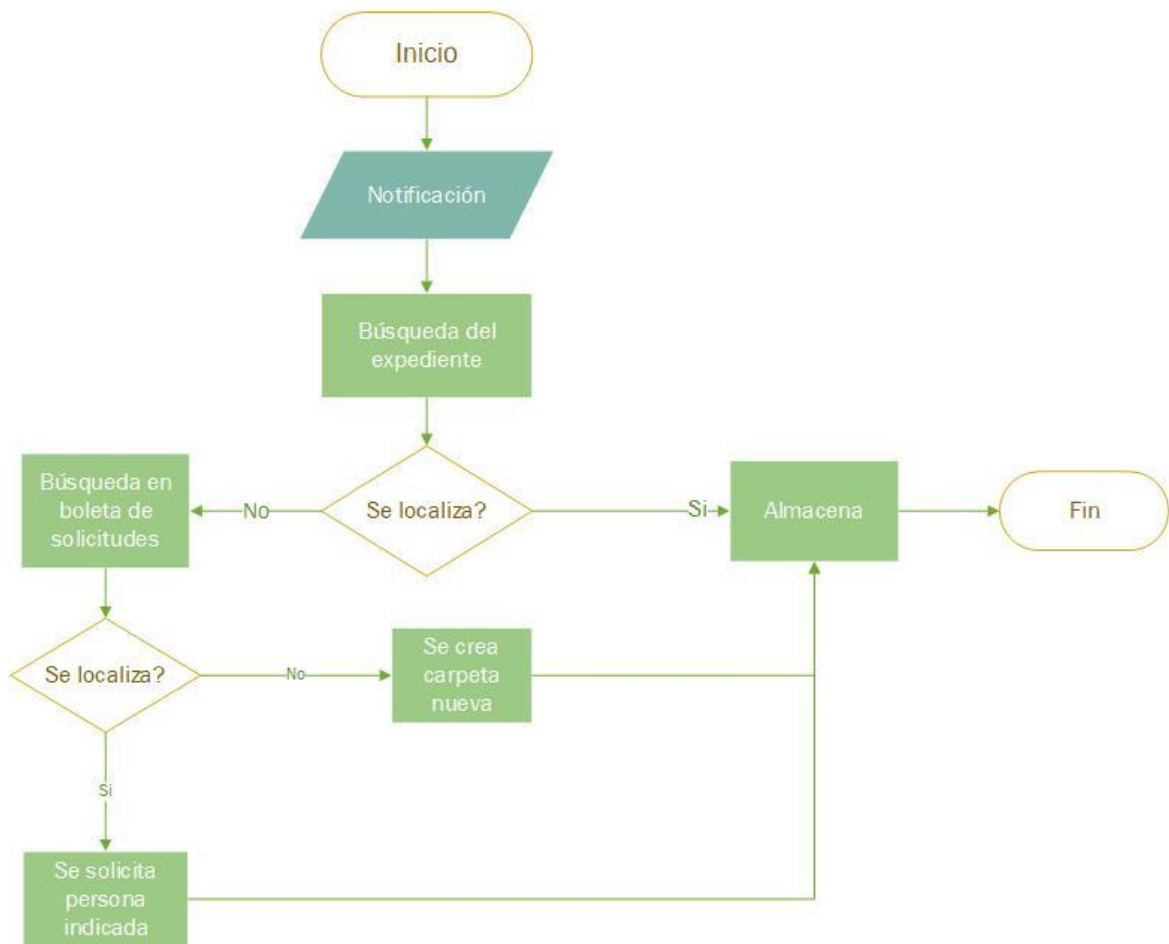 Inicio
Notificación
Búsqueda del
expediente
Se localiza?
No
Si
Búsqueda en
boleta de
solicitudes
Almacena
Fin
Se localiza?
No
Se crea
carpeta
nueva
Si
Se solicita
persona
indicada